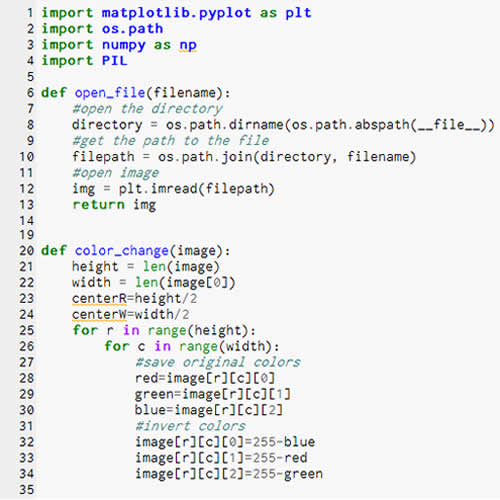 1 import matplotlib.pyplot as plt
2 import os.path
3 import numpy as np
4 import PIL
5
6 def open_file(filename):
7     #open the directory
8     directory = os.path.dirname(os.path.abspath(__file__))
9     #get the path to the file
10     filepath = os.path.join(directory, filename)
11     #open image
12     img = plt.imread(filepath)
13     return img
14
19
20 def color_change(image):
21     height = len(image)
22     width = len(image[0])
23     centerR=height/2
24     centerW=width/2
25     for r in range(height):
26         for c in range(width):
27             #save original colors
28             red=image[r][c][0]
29             green=image[r][c][1]
30             blue=image[r][c][2]
31             #invert colors
32             image[r][c][0]=255-blue
33             image[r][c][1]=255-red
34             image[r][c][2]=255-green
35